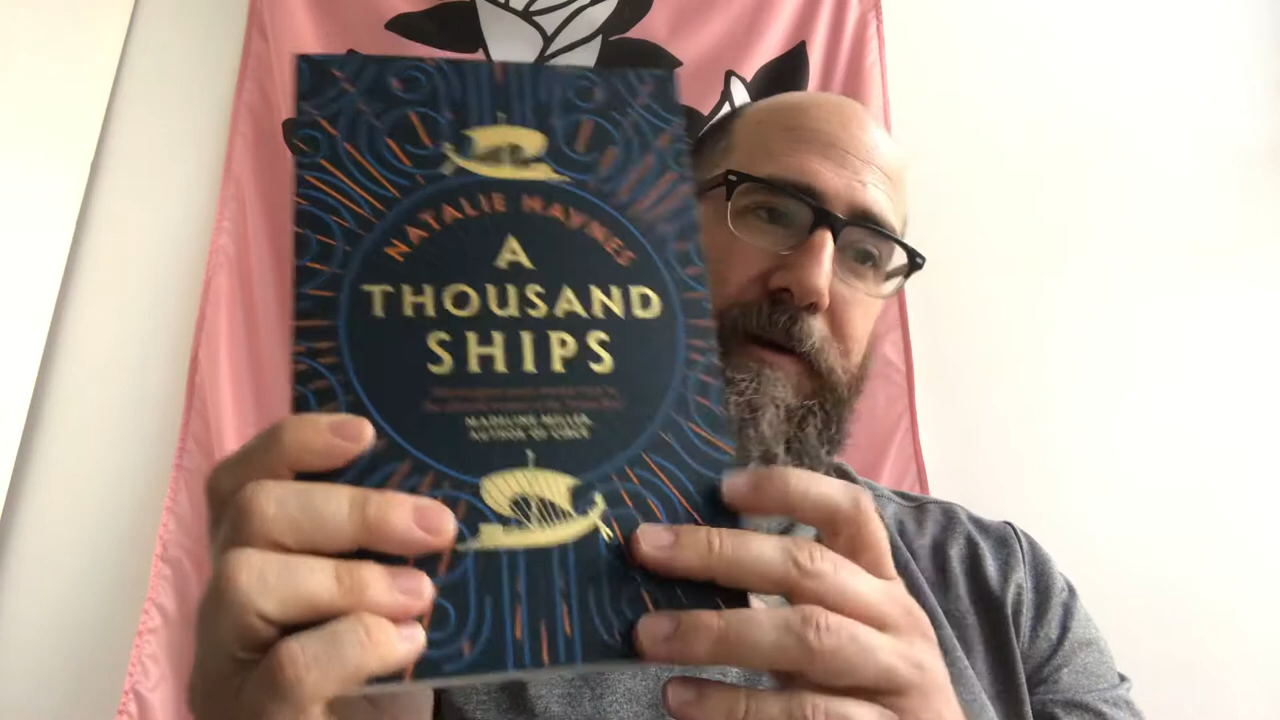 NATALIE HAYNES
A
THOUSAND
SHIPS
MADELINE MILLER
AUTHOR OF CIRCE